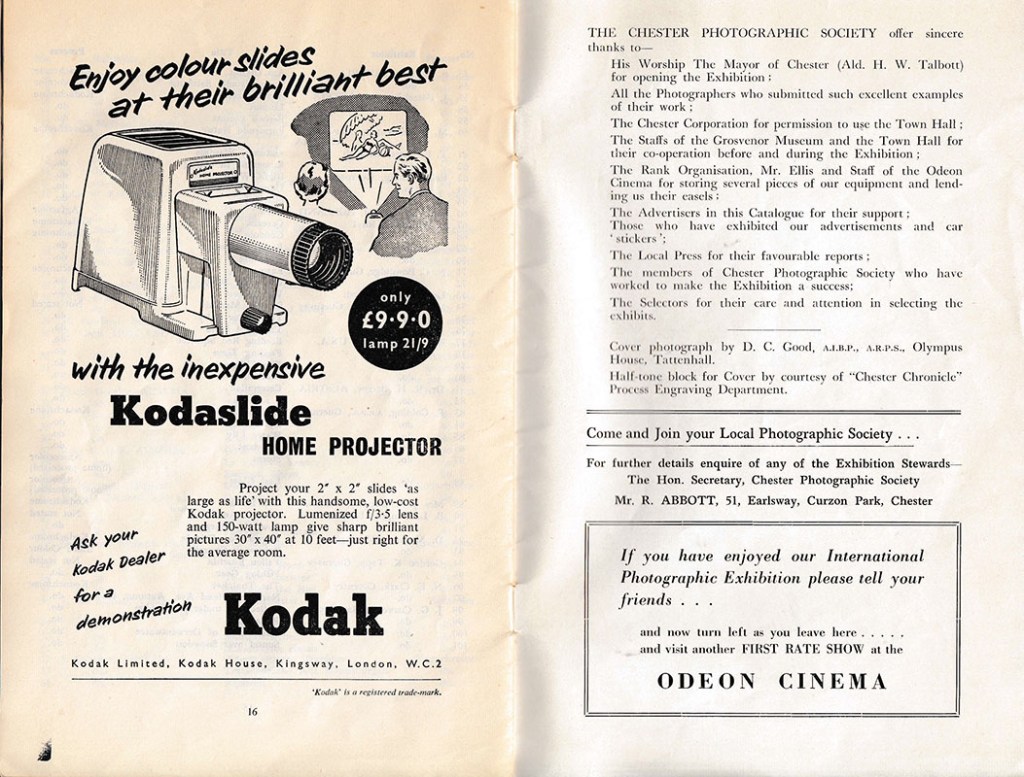 Enjoy colour slides
at their brilliant best
Kodaslide
HOME PROJECTOR
only
£9·9·0
lamp 21/9
with the inexpensive
Kodaslide
HOME PROJECTOR
Project your 2″ x 2″ slides ‘as
large as life’ with this handsome, low-cost
Kodak projector. Lumenized f/3·5 lens
and 150-watt lamp give sharp brilliant
pictures 30″ x 40″ at 10 feet—just right for
the average room.
Ask your
Kodak Dealer
for a
demonstration
Kodak
Kodak Limited, Kodak House, Kingsway, London, W.C.2
‘Kodak’ is a registered trade-mark.
16
THE CHESTER PHOTOGRAPHIC SOCIETY offer sincere
thanks to—
His Worship The Mayor of Chester (Ald. H. W. Talbott)
for opening the Exhibition ;
All the Photographers who submitted such excellent examples
of their work ;
The Chester Corporation for permission to use the Town Hall ;
The Staffs of the Grosvenor Museum and the Town Hall for
their co-operation before and during the Exhibition ;
The Rank Organisation, Mr. Ellis and Staff of the Odeon
Cinema for storing several pieces of our equipment and lend-
ing us their easels ;
The Advertisers in this Catalogue for their support ;
Those who have exhibited our advertisements and car
‘ stickers ’;
The Local Press for their favourable reports ;
The members of Chester Photographic Society who have
worked to make the Exhibition a success;
The Selectors for their care and attention in selecting the
exhibits.
Cover photograph by D. C. Good, A.I.B.P., A.R.P.S., Olympus
House, Tattenhall.
Half-tone block for Cover by courtesy of “Chester Chronicle”
Process Engraving Department.
Come and Join your Local Photographic Society . . .
For further details enquire of any of the Exhibition Stewards—
The Hon. Secretary, Chester Photographic Society
Mr. R. ABBOTT, 51, Earlsway, Curzon Park, Chester
If you have enjoyed our International
Photographic Exhibition please tell your
friends . . .
and now turn left as you leave here . . . . .
and visit another FIRST RATE SHOW at the
ODEON CINEMA